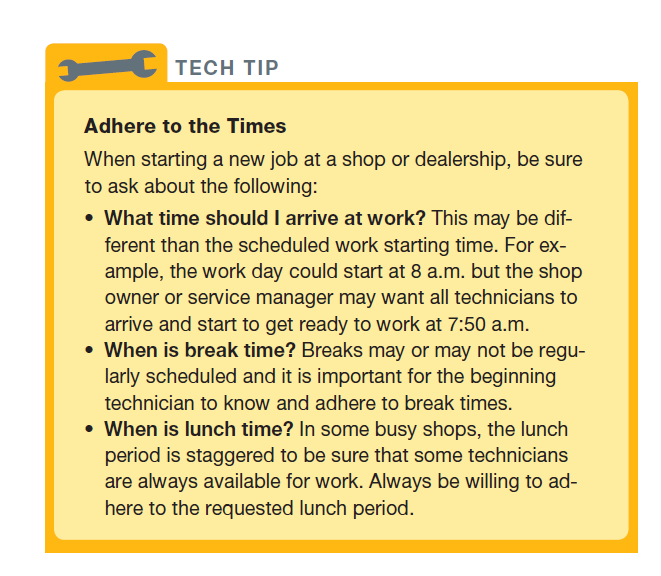 TECH TIP
Adhere to the Times
When starting a new job at a shop or dealership, be sure
to ask about the following:
• What time should I arrive at work? This may be dif-
ferent than the scheduled work starting time. For ex-
ample, the work day could start at 8 a.m. but the shop
owner or service manager may want all technicians to
arrive and start to get ready to work at 7:50 a.m.
• When is break time? Breaks may or may not be regu-
larly scheduled and it is important for the beginning
technician to know and adhere to break times.
• When is lunch time? In some busy shops, the lunch
period is staggered to be sure that some technicians
are always available for work. Always be willing to ad-
here to the requested lunch period.